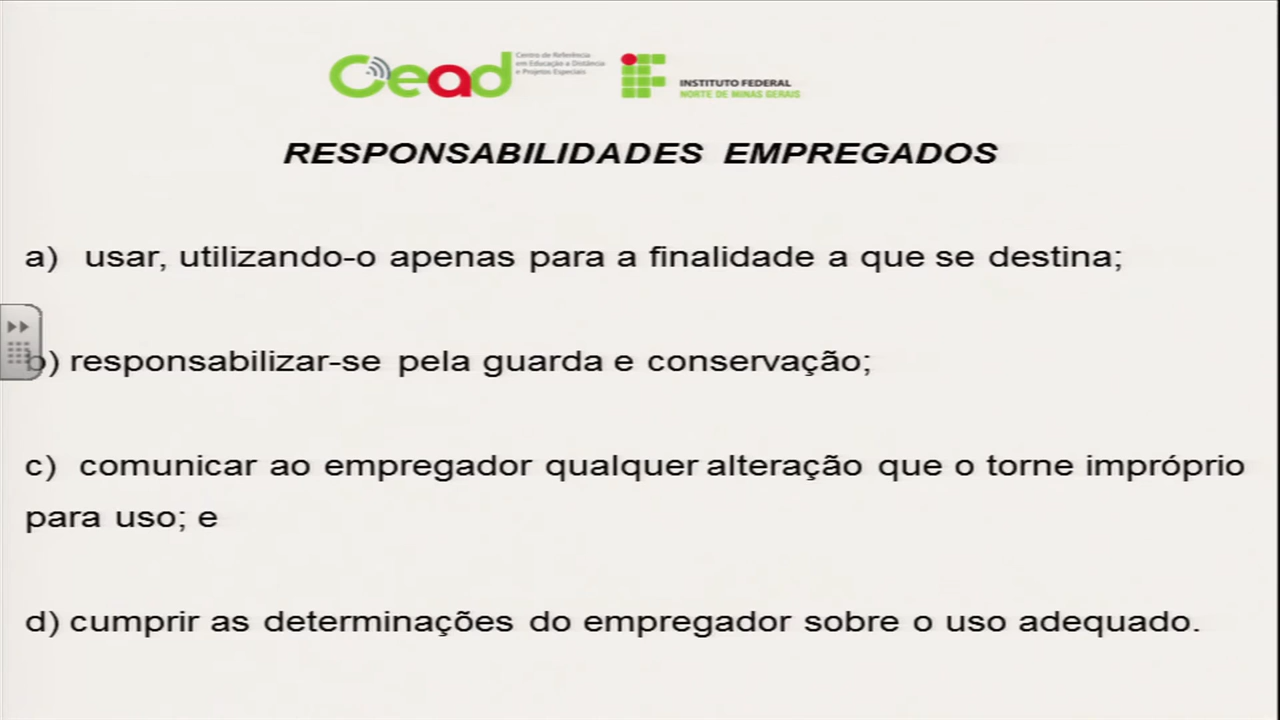 Cead
Centro de Referência
em Educação a Distância
e Projetos Especiais
INSTITUTO FEDERAL
NORTE DE MINAS GERAIS
RESPONSABILIDADES EMPREGADOS
a) usar, utilizando-o apenas para a finalidade a que se destina;
b) responsabilizar-se pela guarda e conservação;
c) comunicar ao empregador qualquer alteração que o torne impróprio
para uso; e
d) cumprir as determinações do empregador sobre o uso adequado.